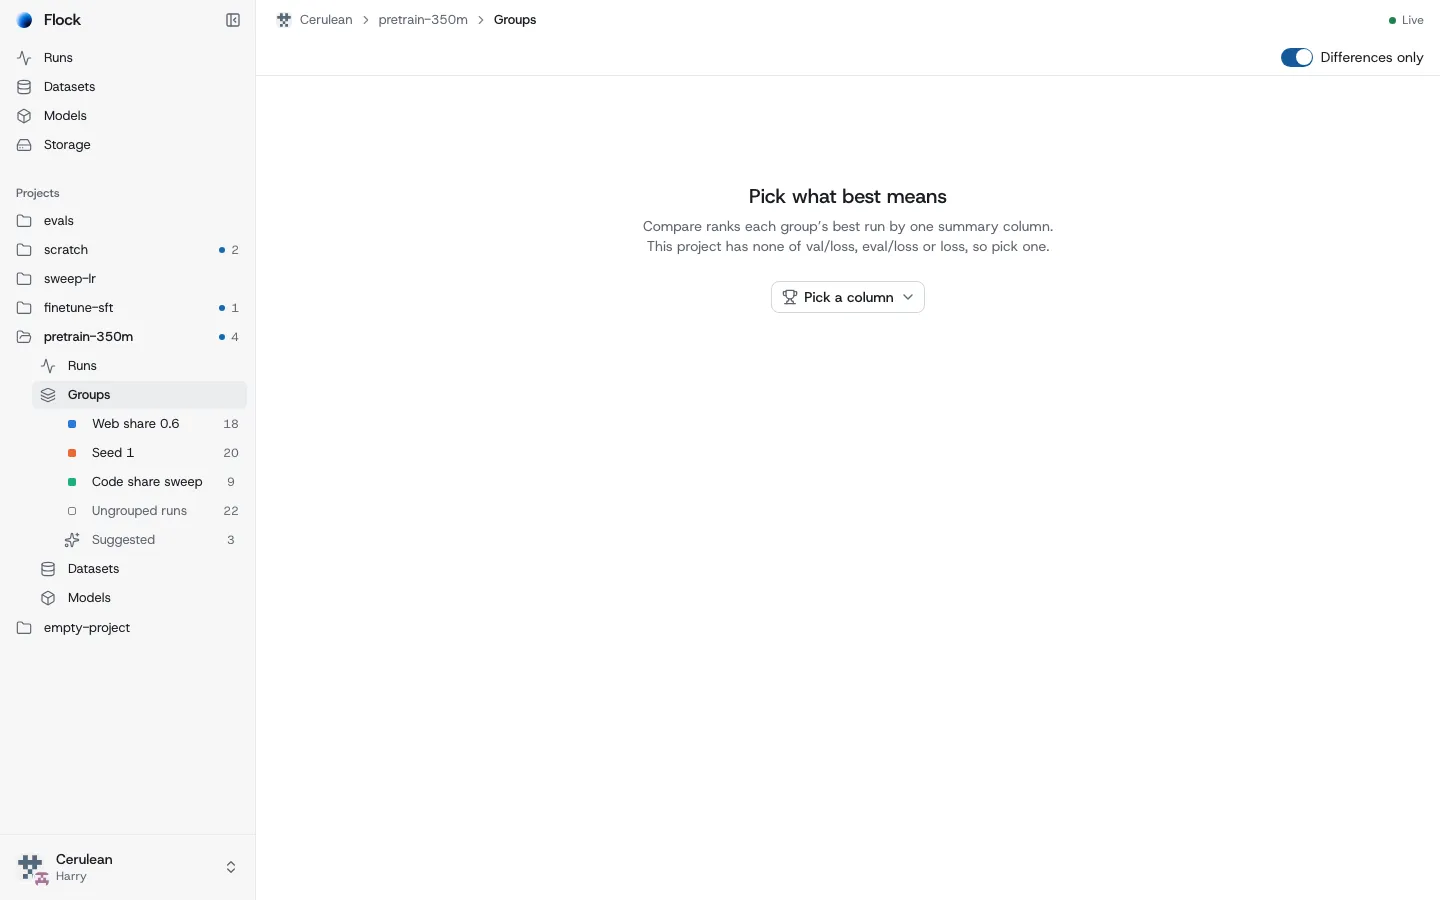 Flock
Runs
Datasets
Models
Storage
Projects
evals
scratch 2
sweep-lr
finetune-sft 1
pretrain-350m 4
Runs
Groups
Web share 0.6 18
Seed 1 20
Code share sweep 9
Ungrouped runs 22
Suggested 3
Datasets
Models
empty-project
Cerulean
Harry
Cerulean > pretrain-350m > Groups
Live
Differences only
Pick what best means
Compare ranks each group’s best run by one summary column.
This project has none of val/loss, eval/loss or loss, so pick one.
Pick a column